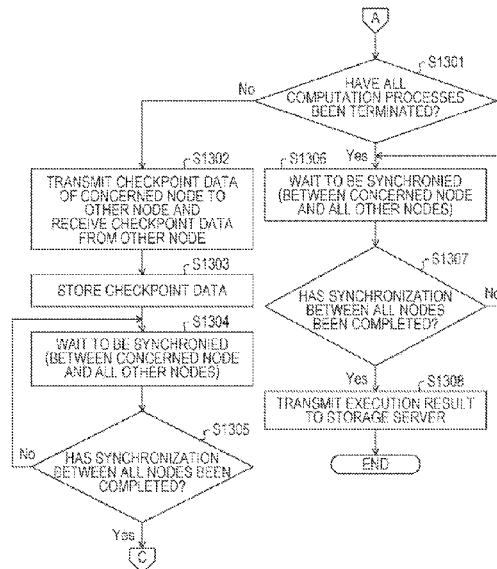 A
S1301
HAVE ALL
COMPUTATION PROCESSES
BEEN TERMINATED?
No
Yes
S1302
TRANSMIT CHECKPOINT DATA
OF CONCERNED NODE TO
OTHER NODE AND
RECEIVE CHECKPOINT DATA
FROM OTHER NODE
S1303
STORE CHECKPOINT DATA
S1304
WAIT TO BE SYNCHRONIED
(BETWEEN CONCERNED NODE
AND ALL OTHER NODES)
S1305
HAS SYNCHRONIZATION
BETWEEN ALL NODES BEEN
COMPLETED?
No
Yes
C
S1306
WAIT TO BE SYNCHRONIED
(BETWEEN CONCERNED NODE
AND ALL OTHER NODES)
S1307
HAS SYNCHRONIZATION
BETWEEN ALL NODES
BEEN COMPLETED?
No
Yes
S1308
TRANSMIT EXECUTION RESULT
TO STORAGE SERVER
END